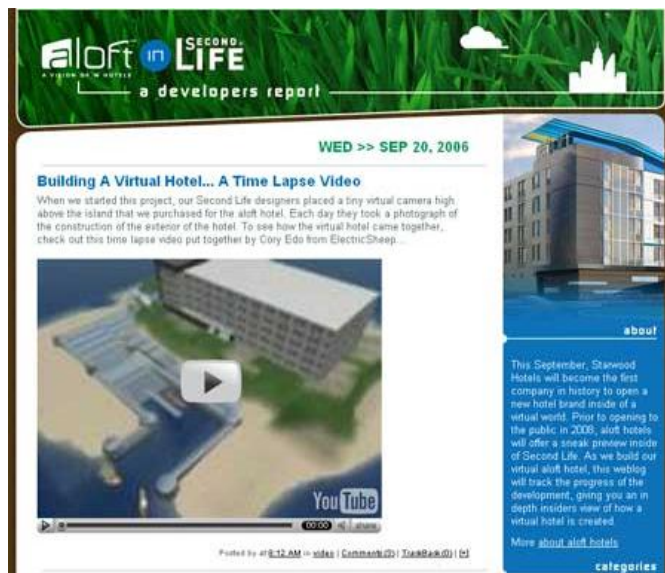 aloft in SECOND LIFE
A VISION OF W HOTELS
a developers report
WED >> SEP 20, 2006
Building A Virtual Hotel... A Time Lapse Video
When we started this project, our Second Life designers placed a tiny virtual camera high
above the island that we purchased for the aloft hotel. Each day they took a photograph of
the construction of the exterior of the hotel. To see how the virtual hotel came together,
check out this time lapse video put together by Cory Edo from ElectricSheep...
YouTube
00:00
share
Posted by at 6:12 AM in video | Comments (3) | TrackBack (0) | [+]
about
This September, Starwood
Hotels will become the first
company in history to open a
new hotel brand inside of a
virtual world. Prior to opening to
the public in 2008, aloft hotels
will offer a sneak preview inside
of Second Life. As we build our
virtual aloft hotel, this weblog
will track the progress of the
development, giving you an in
depth insiders view of how a
virtual hotel is created.
More about aloft hotels
categories